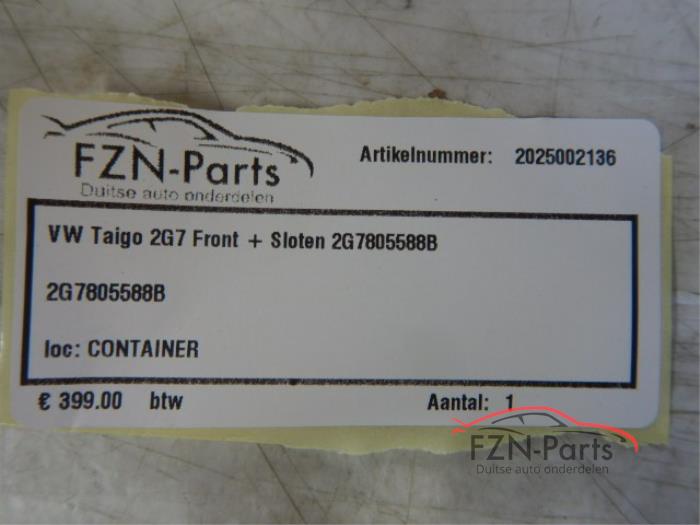 FZN-Parts
Duitse auto onderdelen
Artikelnummer: 2025002136
VW Taigo 2G7 Front + Sloten 2G7805588B
2G7805588B
loc: CONTAINER
€ 399.00 btw
Aantal: 1
FZN-Parts
Duitse auto onderdelen